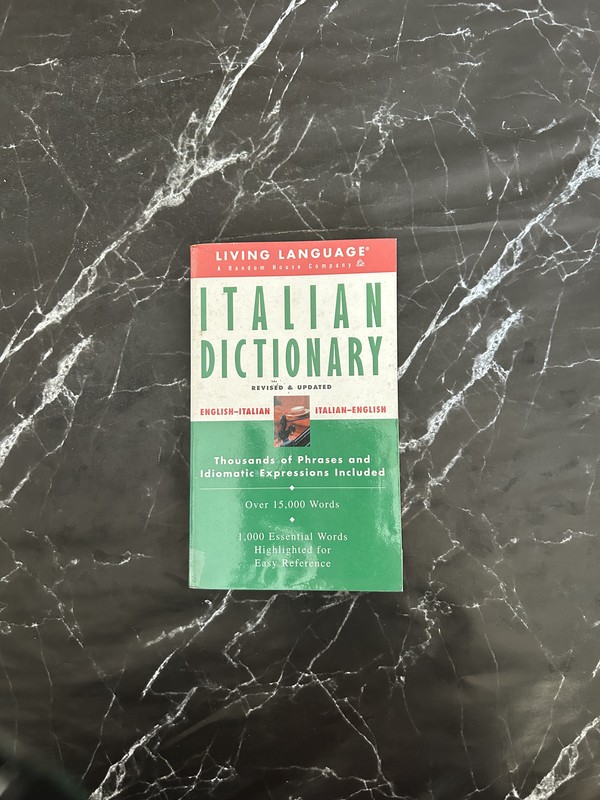 LIVING LANGUAGE®
A Random House Company
ITALIAN
DICTIONARY
REVISED & UPDATED
ENGLISH–ITALIAN ITALIAN–ENGLISH
Thousands of Phrases and
Idiomatic Expressions Included
Over 15,000 Words
1,000 Essential Words
Highlighted for
Easy Reference